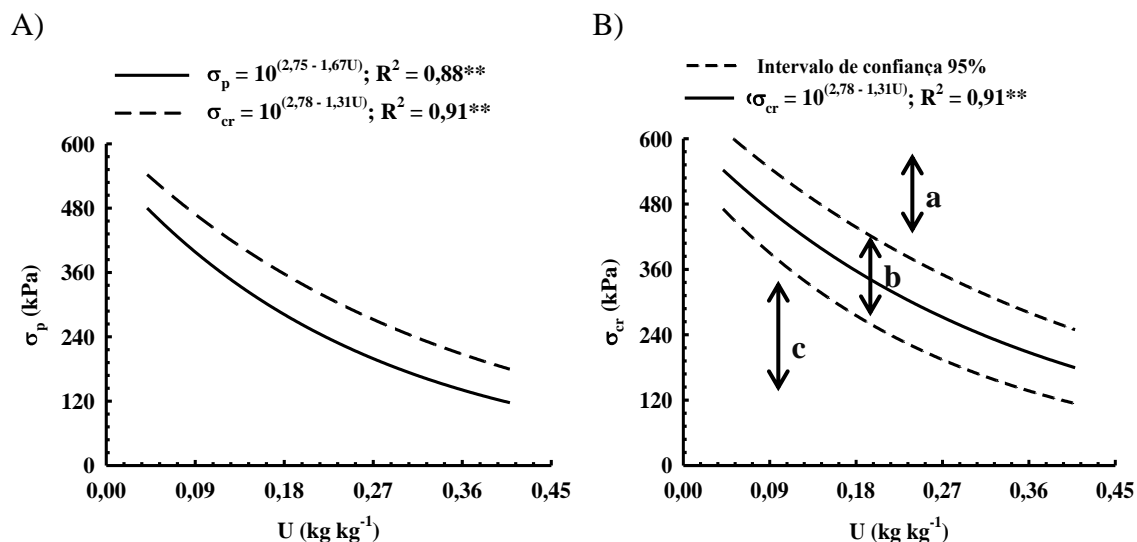 A)
σp = 10^(2,75 - 1,67U); R² = 0,88**
σcr = 10^(2,78 - 1,31U); R² = 0,91**
600
480
360
240
120
0
σp (kPa)
0,00 0,09 0,18 0,27 0,36 0,45
U (kg kg⁻¹)
B)
Intervalo de confiança 95%
σcr = 10^(2,78 - 1,31U); R² = 0,91**
600
480
360
240
120
0
σcr (kPa)
a
b
c
0,00 0,09 0,18 0,27 0,36 0,45
U (kg kg⁻¹)